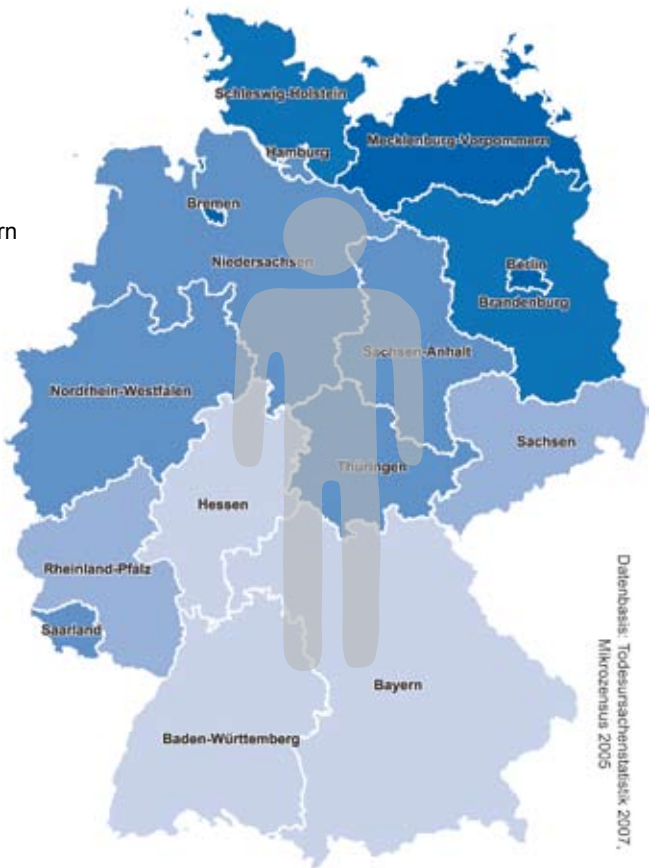 Schleswig-Holstein
Mecklenburg-Vorpommern
Hamburg
Bremen
rn
Niedersachsen
Berlin
Brandenburg
Sachsen-Anhalt
Nordrhein-Westfalen
Sachsen
Thüringen
Hessen
Rheinland-Pfalz
Saarland
Bayern
Baden-Württemberg
Datenbasis: Todesursachenstatistik 2007,
Mikrozensus 2005